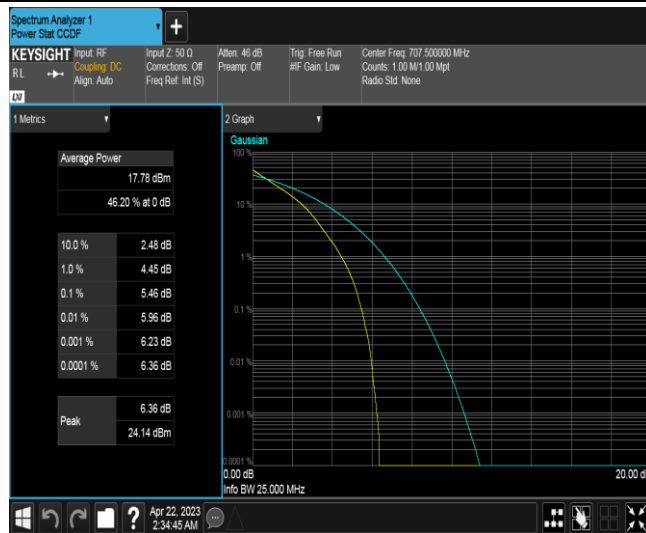 Spectrum Analyzer 1
Power Stat CCDF
KEYSIGHT
RL
LXI
Input: RF
Coupling: DC
Align: Auto
Input Z: 50 Ω
Corrections: Off
Freq Ref: Int (S)
Atten: 46 dB
Preamp: Off
Trig: Free Run
#IF Gain: Low
Center Freq: 707.500000 MHz
Counts: 1.00 M/1.00 Mpt
Radio Std: None
1 Metrics
Average Power
17.78 dBm
46.20 % at 0 dB
10.0 % 2.48 dB
1.0 % 4.45 dB
0.1 % 5.46 dB
0.01 % 5.96 dB
0.001 % 6.23 dB
0.0001 % 6.36 dB
Peak
6.36 dB
24.14 dBm
2 Graph
Gaussian
100 %
10 %
1 %
0.1 %
0.01 %
0.001 %
0.0001 %
0.00 dB
20.00 d
Info BW 25.000 MHz
?
Apr 22, 2023
2:34:45 AM